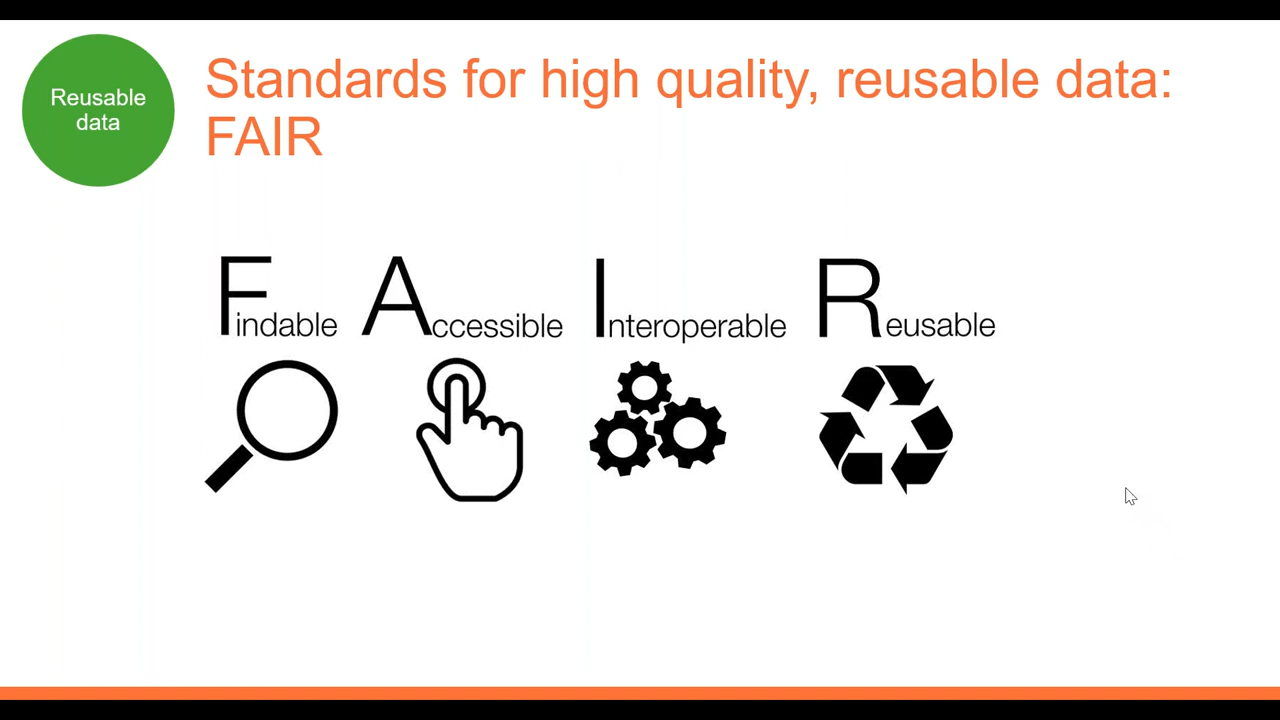 Reusable
data
Standards for high quality, reusable data:
FAIR
Findable Accessible Interoperable Reusable